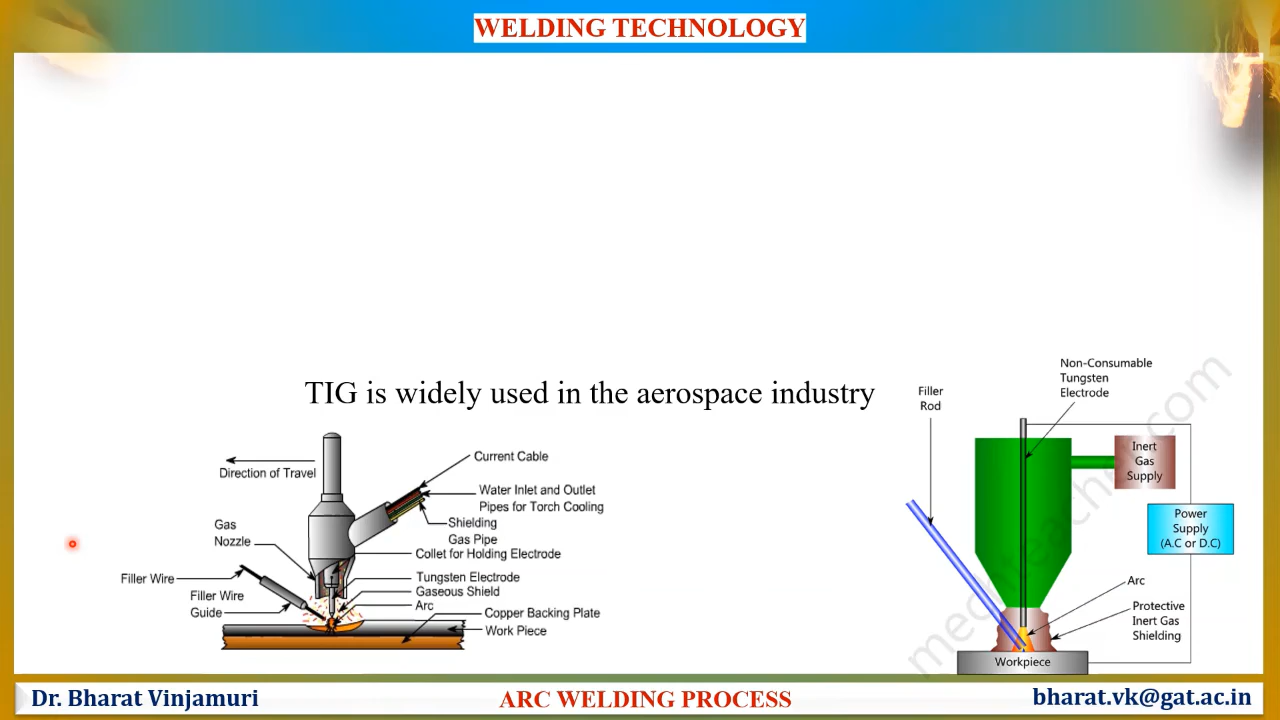 WELDING TECHNOLOGY
TIG is widely used in the aerospace industry
Direction of Travel
Current Cable
Water Inlet and Outlet
Pipes for Torch Cooling
Shielding
Gas Pipe
Collet for Holding Electrode
Gas
Nozzle
Filler Wire
Filler Wire
Guide
Tungsten Electrode
Gaseous Shield
Arc
Copper Backing Plate
Work Piece
Filler
Rod
Non-Consumable
Tungsten
Electrode
Inert
Gas
Supply
Power
Supply
(A.C or D.C)
Arc
Protective
Inert Gas
Shielding
Workpiece
Dr. Bharat Vinjamuri
ARC WELDING PROCESS
bharat.vk@gat.ac.in